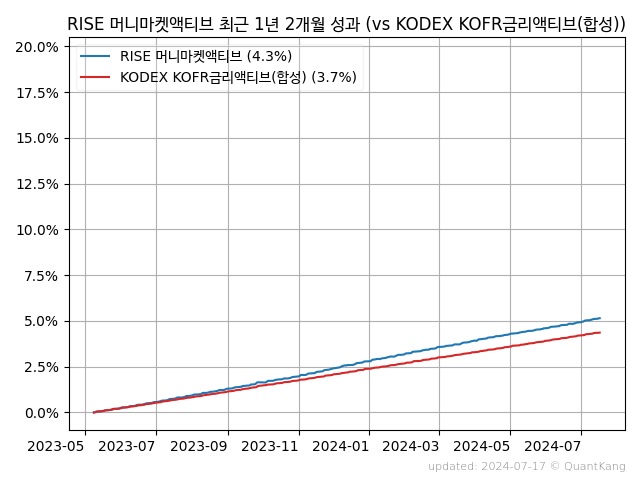 RISE 머니마켓액티브 최근 1년 2개월 성과 (vs KODEX KOFR금리액티브(합성))
RISE 머니마켓액티브 (4.3%)
KODEX KOFR금리액티브(합성) (3.7%)
20.0%
17.5%
15.0%
12.5%
10.0%
7.5%
5.0%
2.5%
0.0%
2023-05 2023-07 2023-09 2023-11 2024-01 2024-03 2024-05 2024-07
updated: 2024-07-17 © QuantKang